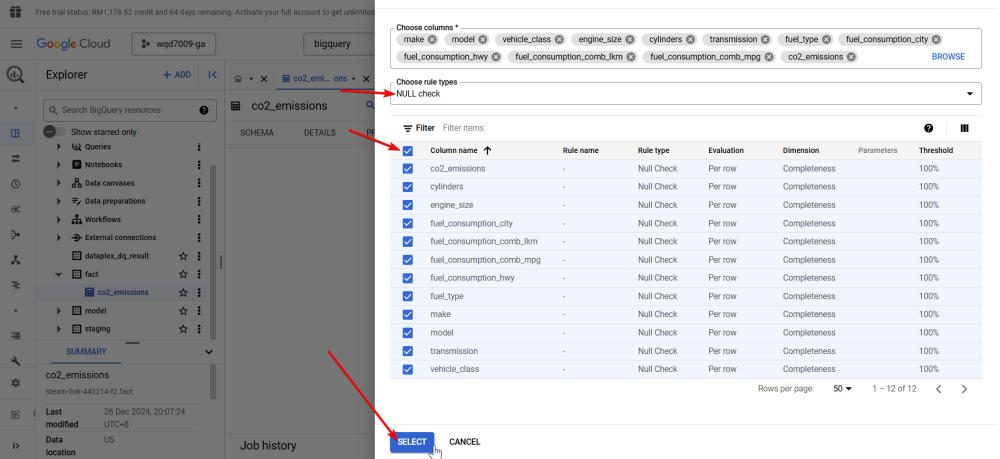 Free trial status: RM1,176.52 credit and 64 days remaining. Activate your full account to get unlimited
Google Cloud
wqd7009-ga
bigquery
Explorer
+ ADD
Search BigQuery resources
Show starred only
Queries
Notebooks
Data canvases
Data preparations
Workflows
External connections
dataplex_dq_result
fact
co2_emissions
model
staging
SUMMARY
co2_emissions
steam-link-443214-f2.fact
Last modified 26 Dec 2024, 20:07:24 UTC+8
Data location US
co2_emi... ons
co2_emissions
SCHEMA DETAILS
Job history
Choose columns *
make model vehicle_class engine_size cylinders transmission fuel_type fuel_consumption_city
fuel_consumption_hwy fuel_consumption_comb_lkm fuel_consumption_comb_mpg co2_emissions BROWSE
Choose rule types
NULL check
Filter Filter items
Column name Rule name Rule type Evaluation Dimension Parameters Threshold
co2_emissions - Null Check Per row Completeness 100%
cylinders - Null Check Per row Completeness 100%
engine_size - Null Check Per row Completeness 100%
fuel_consumption_city - Null Check Per row Completeness 100%
fuel_consumption_comb_lkm - Null Check Per row Completeness 100%
fuel_consumption_comb_mpg - Null Check Per row Completeness 100%
fuel_consumption_hwy - Null Check Per row Completeness 100%
fuel_type - Null Check Per row Completeness 100%
make - Null Check Per row Completeness 100%
model - Null Check Per row Completeness 100%
transmission - Null Check Per row Completeness 100%
vehicle_class - Null Check Per row Completeness 100%
Rows per page: 50 1 – 12 of 12
SELECT CANCEL